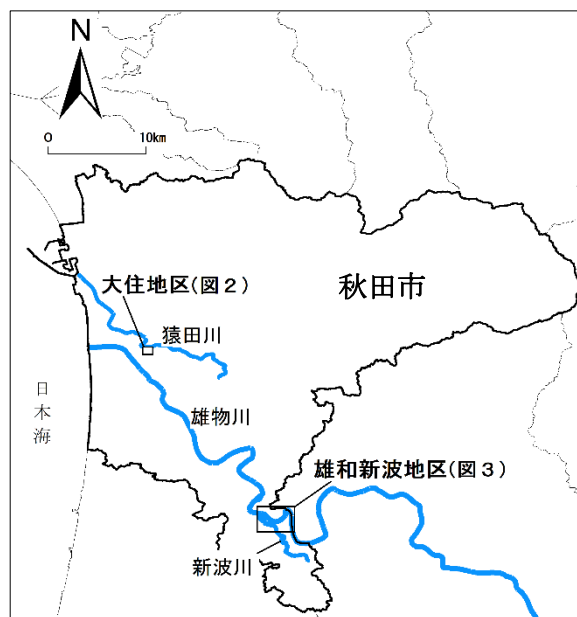 N
0 10km
大住地区(図２)
秋田市
猿田川
日本海
雄物川
雄和新波地区(図３)
新波川